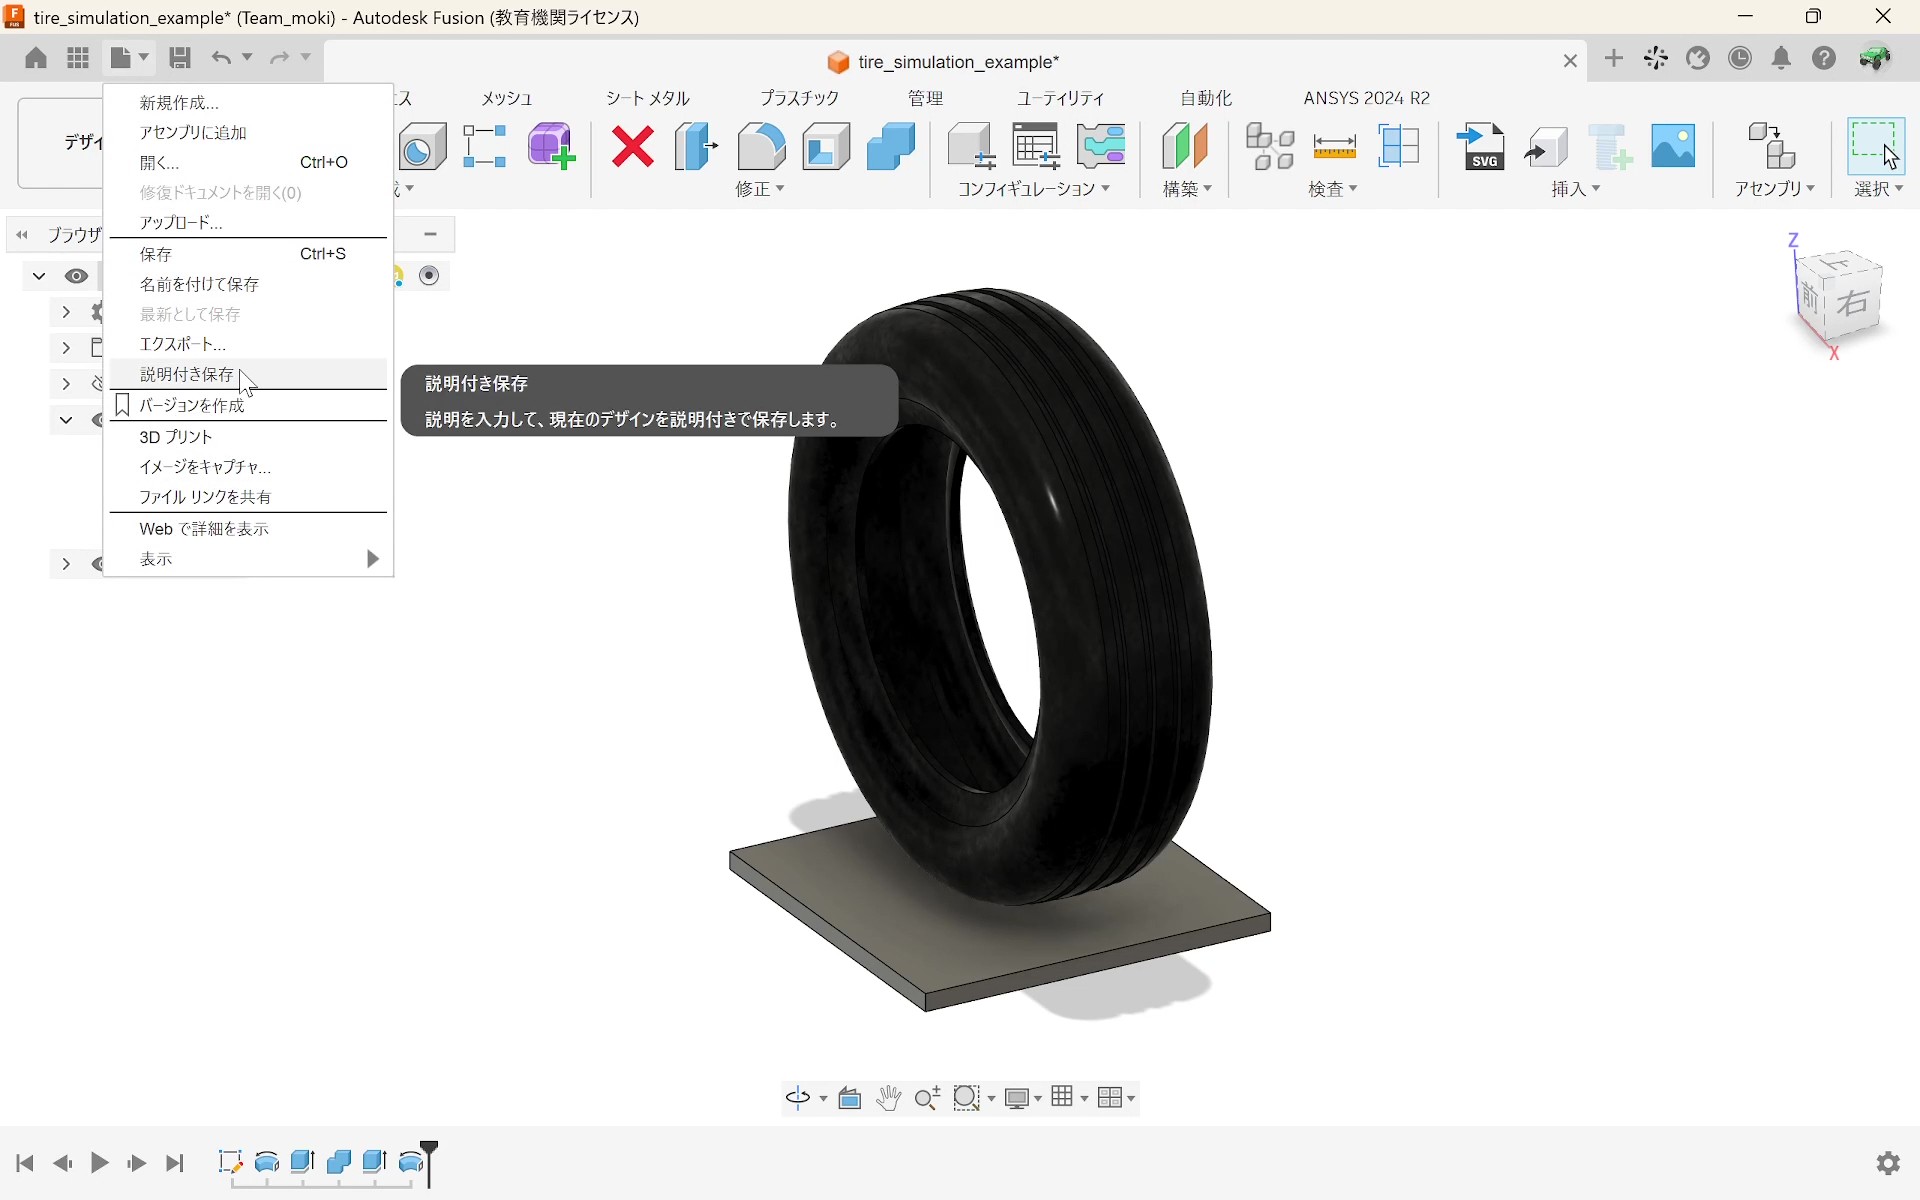 tire_simulation_example* (Team_moki) - Autodesk Fusion (教育機関ライセンス)
tire_simulation_example*
メッシュ
シート メタル
プラスチック
管理
ユーティリティ
自動化
ANSYS 2024 R2
デザイ
修正
コンフィギュレーション
構築
検査
SVG
挿入
アセンブリ
選択
ブラウザ
新規作成...
アセンブリに追加
開く... Ctrl+O
修復ドキュメントを開く(0)
アップロード...
保存 Ctrl+S
名前を付けて保存
最新として保存
エクスポート...
説明付き保存
バージョンを作成
3D プリント
イメージをキャプチャ...
ファイル リンクを共有
Web で詳細を表示
表示
説明付き保存
説明を入力して、現在のデザインを説明付きで保存します。
Z
上
前
右
X